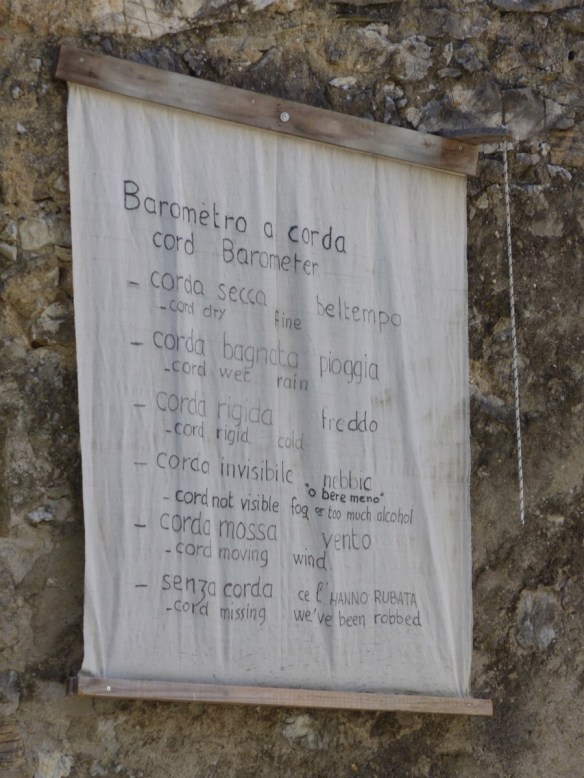 Barometro a corda
cord Barometer
- corda secca beltempo
- cord dry fine
- corda bagnata pioggia
- cord wet rain
- corda rigida freddo
- cord rigid cold
- corda invisibile nebbia
"o bere meno"
- cord not visible fog or too much alcohol
- corda mossa vento
- cord moving wind
- senza corda ce l'HANNO RUBATA
- cord missing we've been robbed